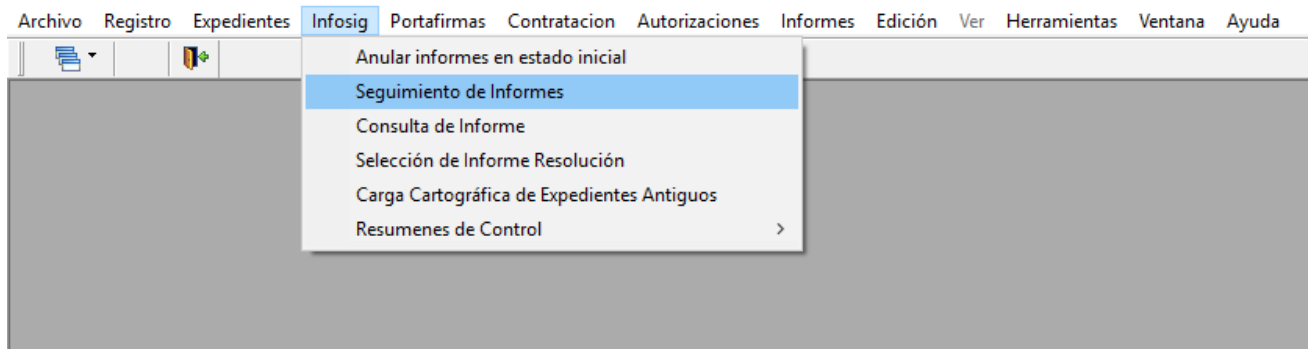 Archivo Registro Expedientes Infosig Portafirmas Contratacion Autorizaciones Informes Edición Ver Herramientas Ventana Ayuda
Anular informes en estado inicial
Seguimiento de Informes
Consulta de Informe
Selección de Informe Resolución
Carga Cartográfica de Expedientes Antiguos
Resumenes de Control